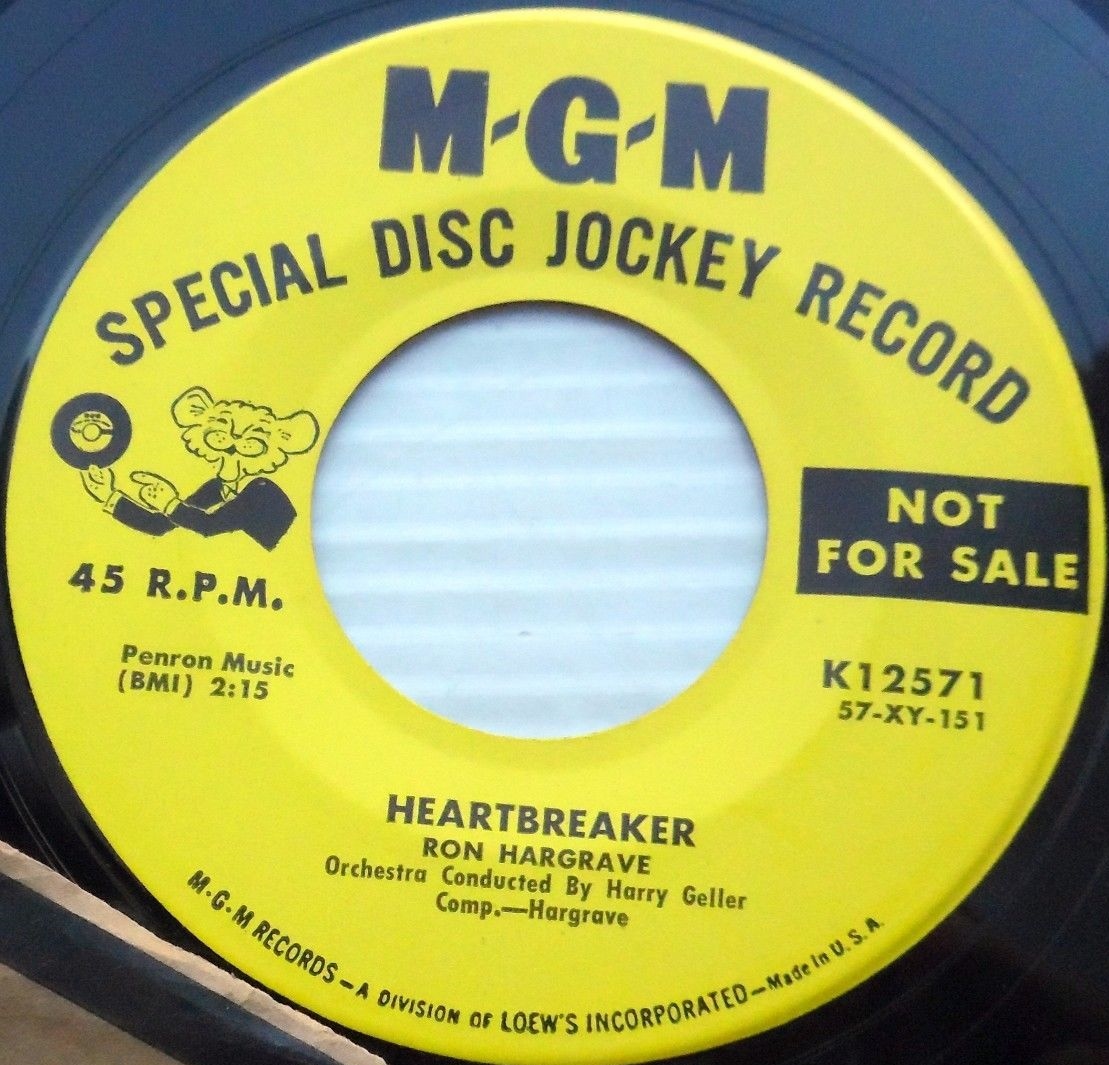 M-G-M
SPECIAL DISC JOCKEY RECORD
NOT
FOR SALE
45 R.P.M.
Penron Music
(BMI) 2:15
K12571
57-XY-151
HEARTBREAKER
RON HARGRAVE
Orchestra Conducted By Harry Geller
Comp.—Hargrave
M-G-M RECORDS—A DIVISION OF LOEW'S INCORPORATED—Made In U.S.A.